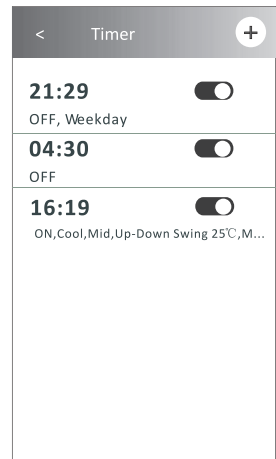 < Timer +
21:29
OFF, Weekday
04:30
OFF
16:19
ON,Cool,Mid,Up-Down Swing 25℃,M...